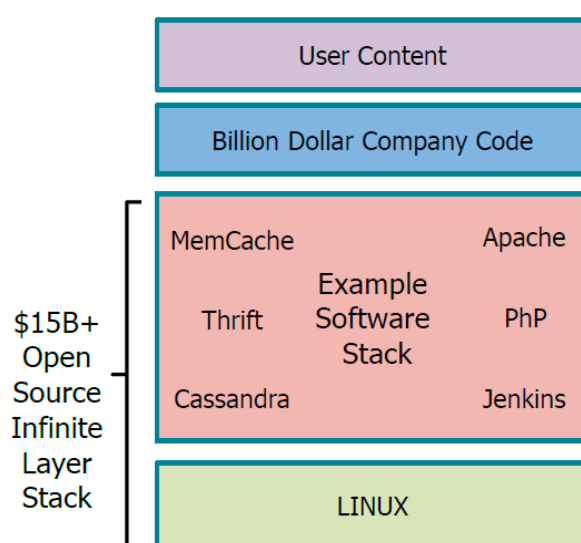 User Content
Billion Dollar Company Code
MemCache
Apache
Example
Software
Stack
Thrift
PhP
Cassandra
Jenkins
$15B+
Open
Source
Infinite
Layer
Stack
LINUX